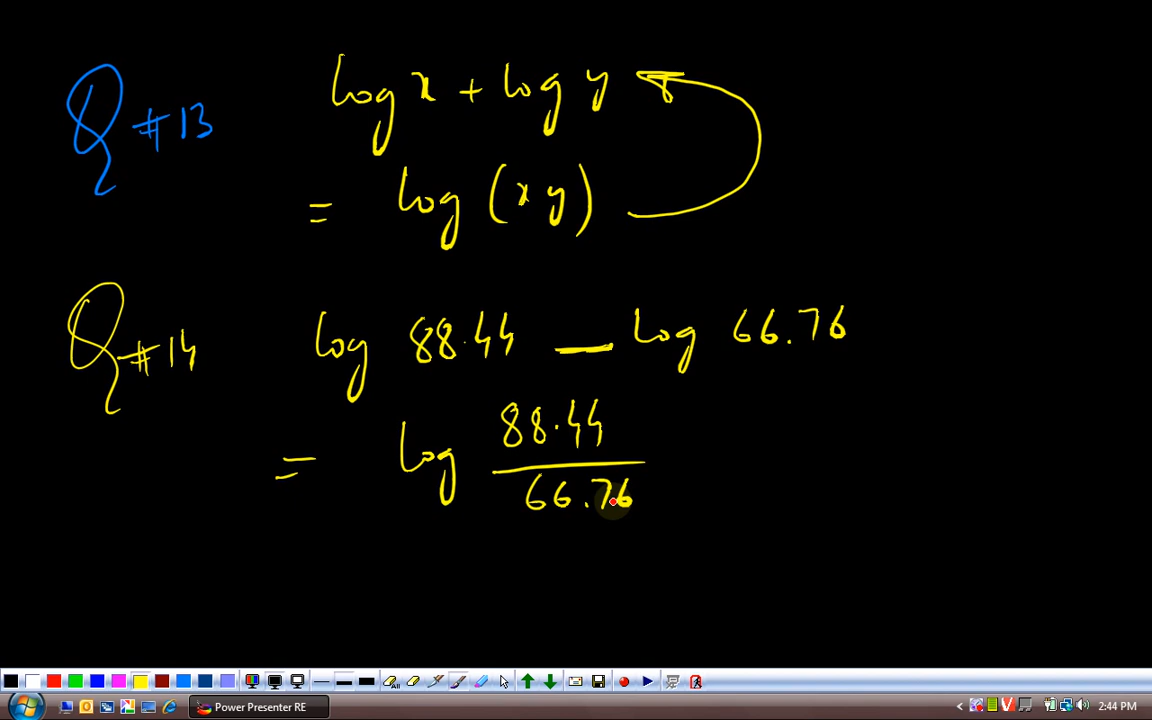 Q #13
log x + log y
= log (xy)
Q #14
log 88.44 — log 66.76
= log 88.44
66.76
Power Presenter RE
2:44 PM